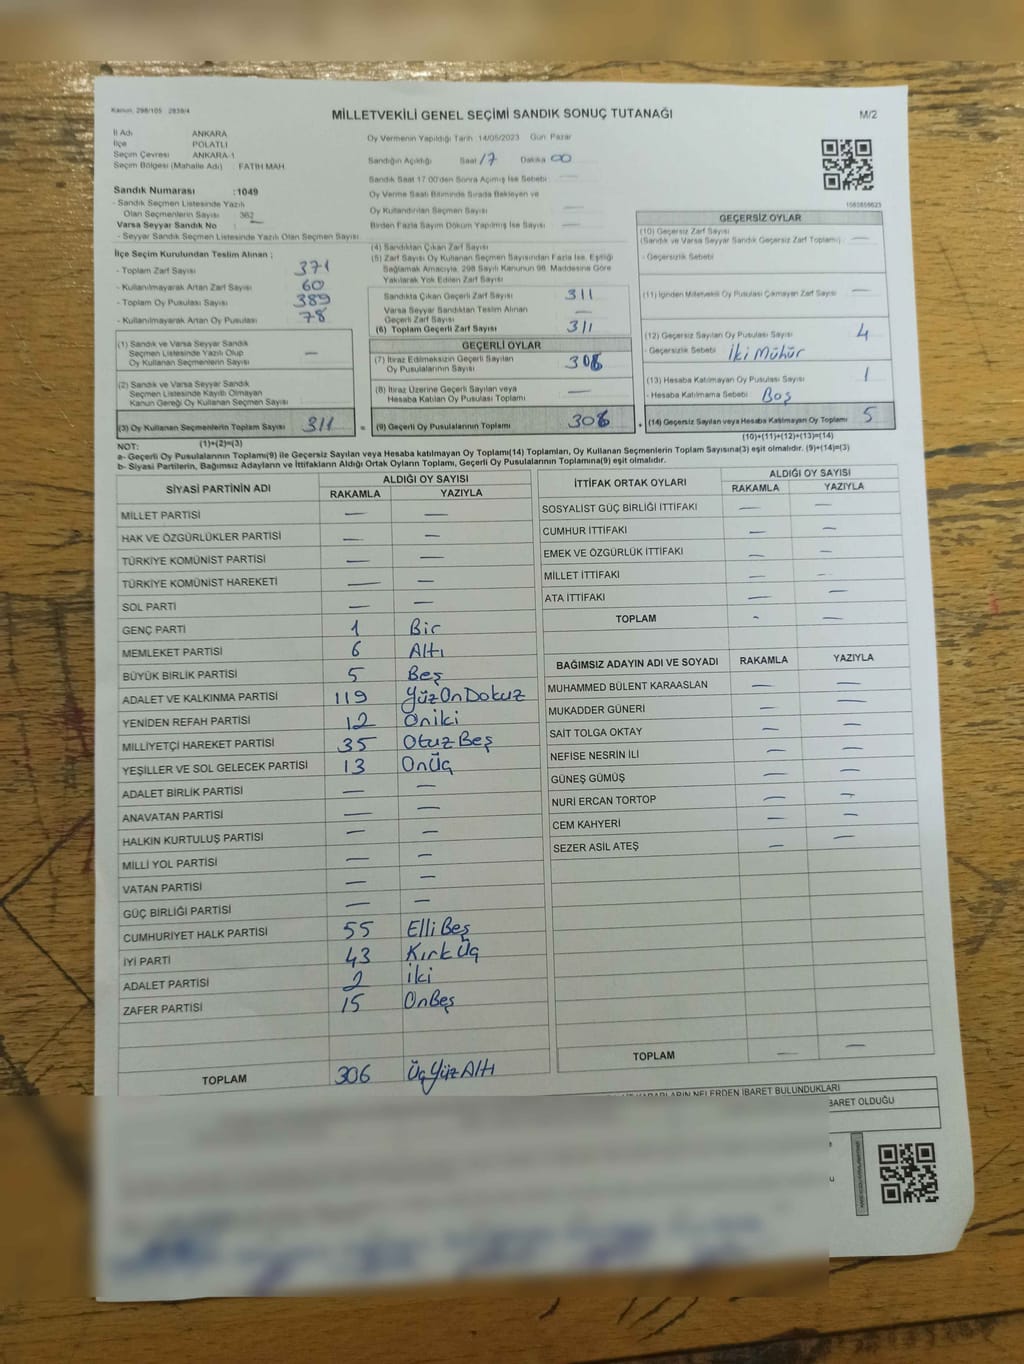 Kanun: 298/105 : 2839/4
MİLLETVEKİLİ GENEL SEÇİMİ SANDIK SONUÇ TUTANAĞI
M/2
İl Adı ANKARA
İlçe POLATLI
Seçim Çevresi ANKARA-1
Seçim Bölgesi (Mahalle Adı) : FATİH MAH.
Sandık Numarası :1049
- Sandık Seçmen Listesinde Yazılı
Olan Seçmenlerin Sayısı : 362
Varsa Seyyar Sandık No :
- Seyyar Sandık Seçmen Listesinde Yazılı Olan Seçmen Sayısı
Oy Vermenin Yapıldığı Tarih :14/05/2023 Gün: Pazar
Sandığın Açıldığı Saat 17 Dakika 00
Sandık Saat 17.00'den Sonra Açılmış İse Sebebi : —
Oy Verme Saati Bitiminde Sırada Bekleyen ve
Oy Kullandırılan Seçmen Sayısı : —
Birden Fazla Sayım Döküm Yapılmış İse Sayısı : —
İlçe Seçim Kurulundan Teslim Alınan ;
- Toplam Zarf Sayısı 371
- Kullanılmayarak Artan Zarf Sayısı 60
- Toplam Oy Pusulası Sayısı 389
- Kullanılmayarak Artan Oy Pusulası 78
(1) Sandık ve Varsa Seyyar Sandık
Seçmen Listesinde Yazılı Olup
Oy Kullanan Seçmenlerin Sayısı —
(2) Sandık ve Varsa Seyyar Sandık
Seçmen Listesinde Kayıtlı Olmayan
Kanun Gereği Oy Kullanan Seçmen Sayısı
(3) Oy Kullanan Seçmenlerin Toplam Sayısı 311 =
(1)+(2)=(3)
(4) Sandıktan Çıkan Zarf Sayısı
(5) Zarf Sayısı Oy Kullanan Seçmen Sayısından Fazla İse, Eşitliği
Sağlamak Amacıyla, 298 Sayılı Kanunun 98. Maddesine Göre
Yakılarak Yok Edilen Zarf Sayısı
Sandıkta Çıkan Geçerli Zarf Sayısı 311
Varsa Seyyar Sandıktan Teslim Alınan
Geçerli Zarf Sayısı —
(6) Toplam Geçerli Zarf Sayısı 311
GEÇERLİ OYLAR
(7) İtiraz Edilmeksizin Geçerli Sayılan
Oy Pusulalarının Sayısı 306
(8) İtiraz Üzerine Geçerli Sayılan veya
Hesaba Katılan Oy Pusulası Toplamı —
(9) Geçerli Oy Pusulalarının Toplamı 306 +
GEÇERSİZ OYLAR
(10) Geçersiz Zarf Sayısı
(Sandık ve Varsa Seyyar Sandık Geçersiz Zarf Toplamı) —
- Geçersizlik Sebebi
(11) İçinden Milletvekili Oy Pusulası Çıkmayan Zarf Sayısı —
(12) Geçersiz Sayılan Oy Pusulası Sayısı 4
- Geçersizlik Sebebi İki Mühür
(13) Hesaba Katılmayan Oy Pusulası Sayısı 1
- Hesaba Katılmama Sebebi Boş
(14) Geçersiz Sayılan veya Hesaba Katılmayan Oy Toplamı 5
(10)+(11)+(12)+(13)=(14)
NOT:
a- Geçerli Oy Pusulalarının Toplamı(9) ile Geçersiz Sayılan veya Hesaba katılmayan Oy Toplamı(14) Toplamları, Oy Kullanan Seçmenlerin Toplam Sayısına(3) eşit olmalıdır. (9)+(14)=(3)
b- Siyasi Partilerin, Bağımsız Adayların ve İttifakların Aldığı Ortak Oyların Toplamı, Geçerli Oy Pusulalarının Toplamına(9) eşit olmalıdır.
SİYASİ PARTİNİN ADI ALDIĞI OY SAYISI
RAKAMLA YAZIYLA
MİLLET PARTİSİ — —
HAK VE ÖZGÜRLÜKLER PARTİSİ — —
TÜRKİYE KOMÜNİST PARTİSİ — —
TÜRKİYE KOMÜNİST HAREKETİ — —
SOL PARTİ — —
GENÇ PARTİ 1 Bir
MEMLEKET PARTİSİ 6 Altı
BÜYÜK BİRLİK PARTİSİ 5 Beş
ADALET VE KALKINMA PARTİSİ 119 YüzOnDokuz
YENİDEN REFAH PARTİSİ 12 Oniki
MİLLİYETÇİ HAREKET PARTİSİ 35 OtuzBeş
YEŞİLLER VE SOL GELECEK PARTİSİ 13 OnÜç
ADALET BİRLİK PARTİSİ — —
ANAVATAN PARTİSİ — —
HALKIN KURTULUŞ PARTİSİ — —
MİLLİ YOL PARTİSİ — —
VATAN PARTİSİ — —
GÜÇ BİRLİĞİ PARTİSİ — —
CUMHURİYET HALK PARTİSİ 55 ElliBeş
İYİ PARTİ 43 KırkÜç
ADALET PARTİSİ 2 İki
ZAFER PARTİSİ 15 OnBeş
TOPLAM 306 ÜçYüzAltı
İTTİFAK ORTAK OYLARI ALDIĞI OY SAYISI
RAKAMLA YAZIYLA
SOSYALİST GÜÇ BİRLİĞİ İTTİFAKI — —
CUMHUR İTTİFAKI — —
EMEK VE ÖZGÜRLÜK İTTİFAKI — —
MİLLET İTTİFAKI — —
ATA İTTİFAKI — —
TOPLAM - —
BAĞIMSIZ ADAYIN ADI VE SOYADI RAKAMLA YAZIYLA
MUHAMMED BÜLENT KARAASLAN — —
MUKADDER GÜNERİ — —
SAİT TOLGA OKTAY — —
NEFİSE NESRİN İLİ — —
GÜNEŞ GÜMÜŞ — —
NURİ ERCAN TORTOP — —
CEM KAHYERİ — —
SEZER ASİL ATEŞ — —
TOPLAM — —
KARARLARIN NELERDEN İBARET BULUNDUKLARI
BARET OLDUĞU